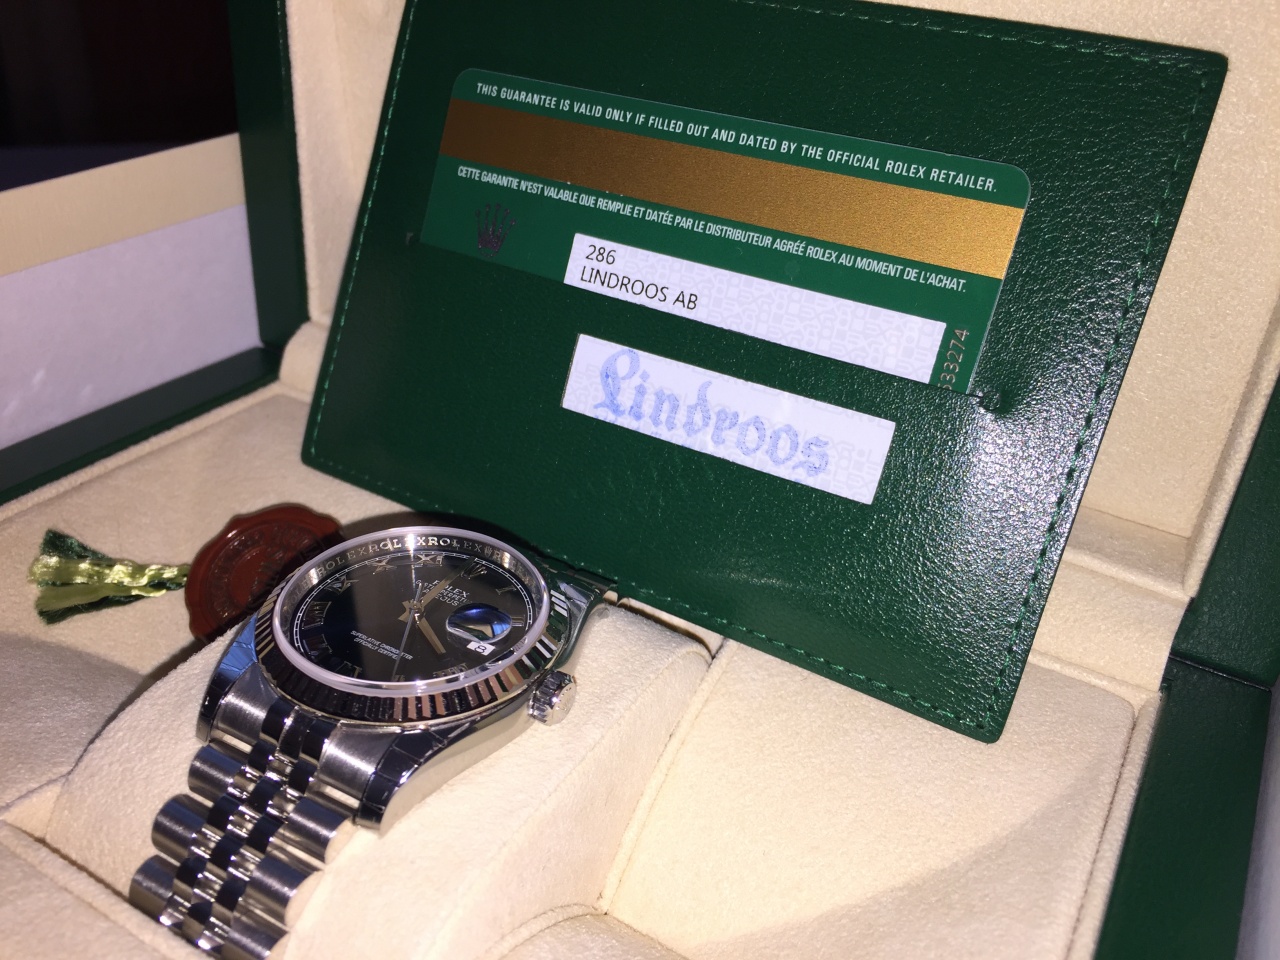 THIS GUARANTEE IS VALID ONLY IF FILLED OUT AND DATED BY THE OFFICIAL ROLEX RETAILER.
CETTE GARANTIE N'EST VALABLE QUE REMPLIE ET DATÉE PAR LE DISTRIBUTEUR AGRÉÉ ROLEX AU MOMENT DE L'ACHAT.
286
LINDROOS AB
33274
Lindroos
ROLEXROLEXROLEXROLEX
ROLEX
SUPERLATIVE CHRONOMETER
OFFICIALLY CERTIFIED
8